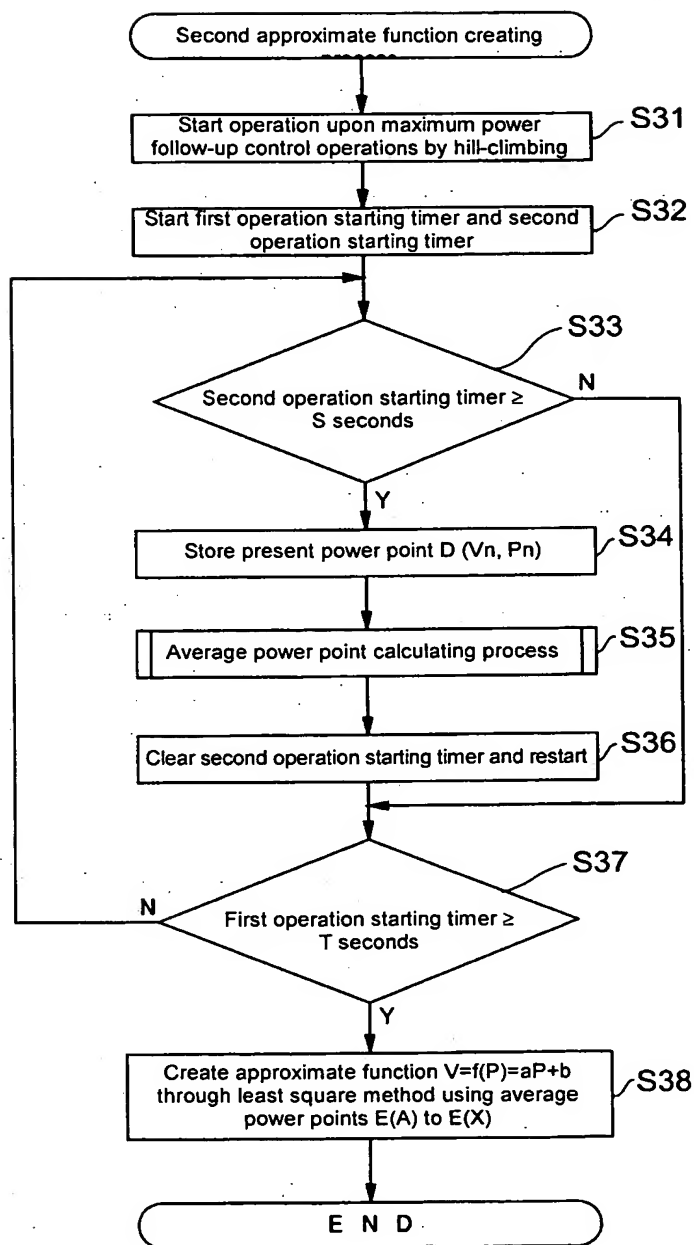 Second approximate function creating
S31
Start operation upon maximum power
follow-up control operations by hill-climbing
S32
Start first operation starting timer and second
operation starting timer
S33
Second operation starting timer ≥
S seconds
N
Y
S34
Store present power point D (Vn, Pn)
S35
Average power point calculating process
S36
Clear second operation starting timer and restart
S37
N
First operation starting timer ≥
T seconds
Y
S38
Create approximate function V=f(P)=aP+b
through least square method using average
power points E(A) to E(X)
E N D